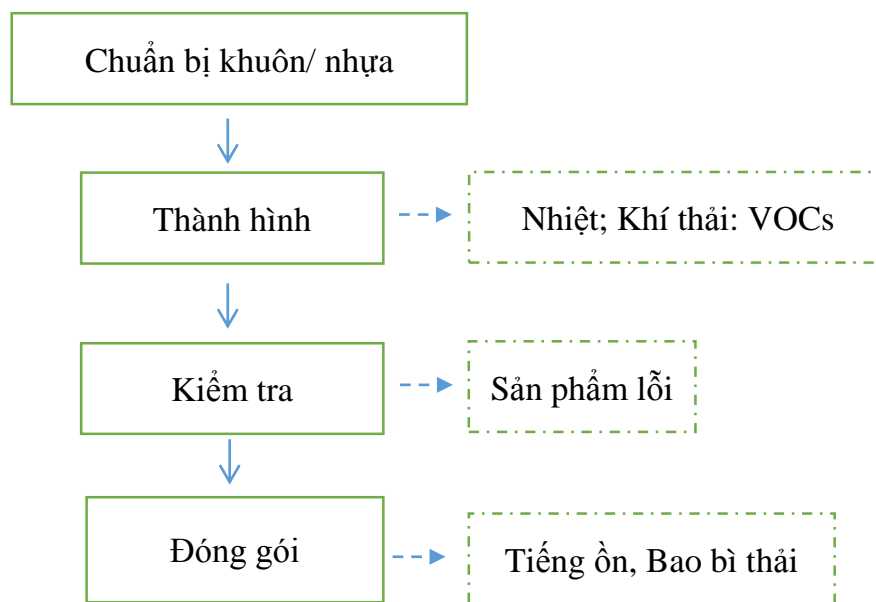 Chuẩn bị khuôn/ nhựa
Thành hình
Nhiệt; Khí thải: VOCs
Kiểm tra
Sản phẩm lỗi
Đóng gói
Tiếng ồn, Bao bì thải